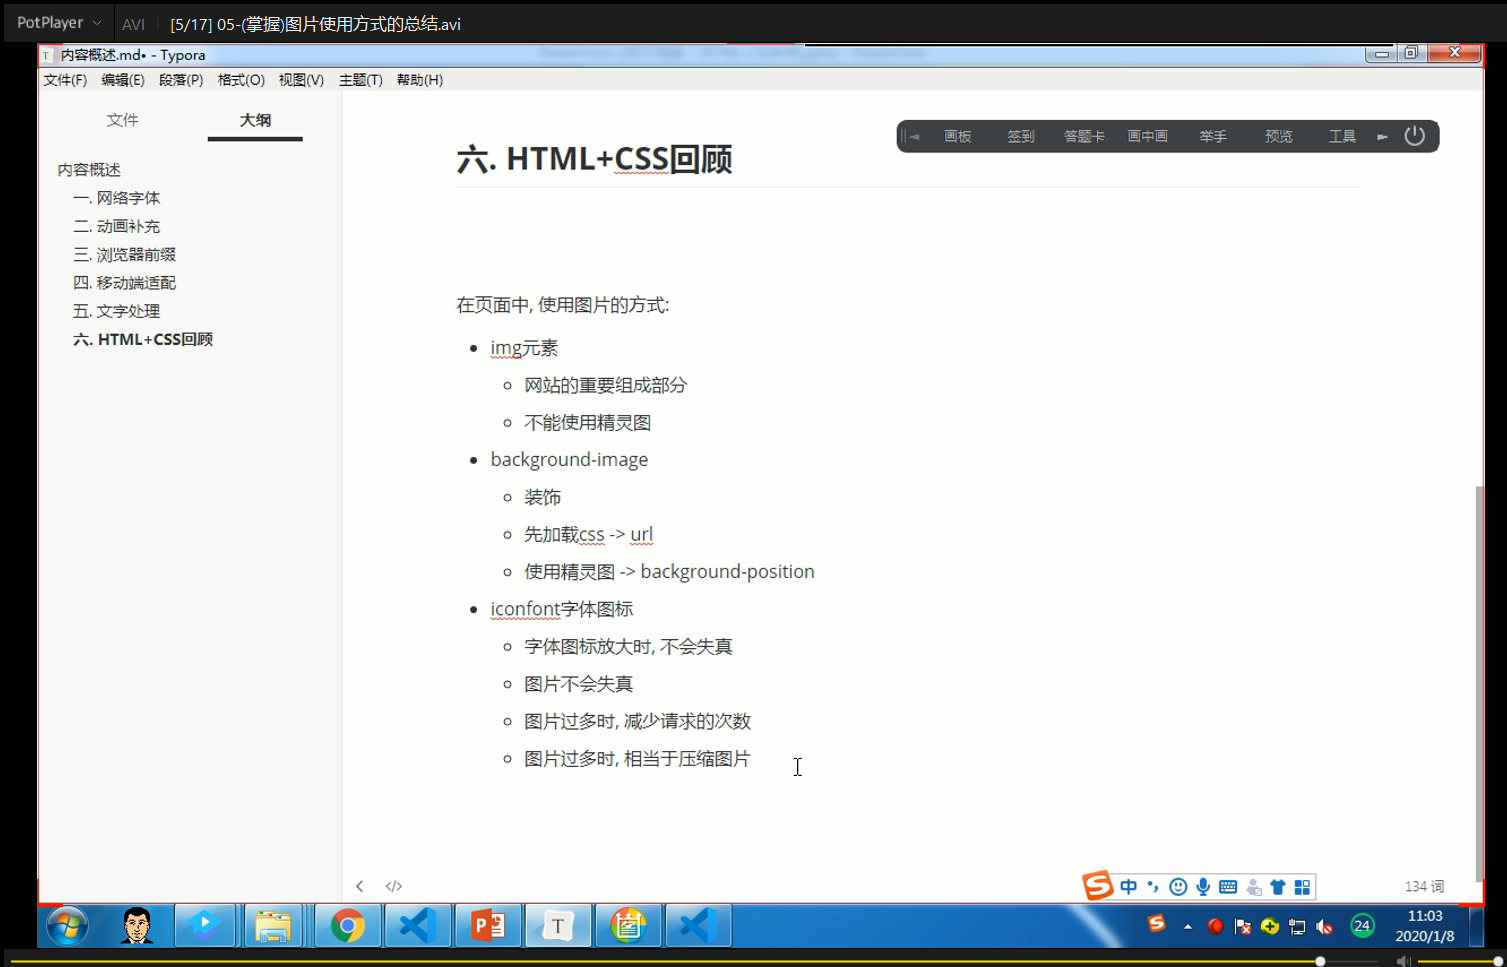 PotPlayer AVI [5/17] 05-(掌握)图片使用方式的总结.avi
T 内容概述.md• - Typora
文件(F) 编辑(E) 段落(P) 格式(O) 视图(V) 主题(T) 帮助(H)
文件 大纲
画板 签到 答题卡 画中画 举手 预览 工具
内容概述
一. 网络字体
二. 动画补充
三. 浏览器前缀
四. 移动端适配
五. 文字处理
六. HTML+CSS回顾
六. HTML+CSS回顾
在页面中, 使用图片的方式:
img元素
网站的重要组成部分
不能使用精灵图
background-image
装饰
先加载css -> url
使用精灵图 -> background-position
iconfont字体图标
字体图标放大时, 不会失真
图片不会失真
图片过多时, 减少请求的次数
图片过多时, 相当于压缩图片
</>
S 中
134 词
P T 图 S 24
11:03
2020/1/8